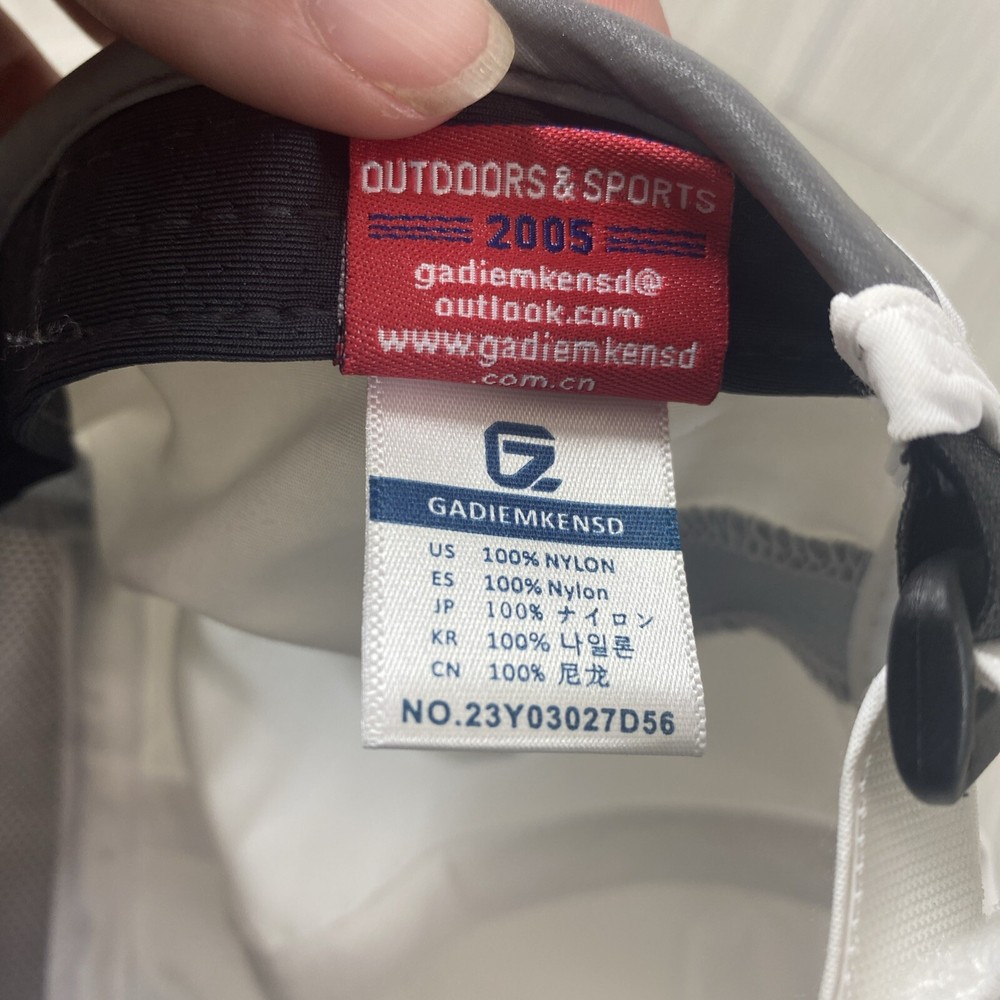 OUTDOORS & SPORTS
2005
gadiemkensd@
outlook.com
www.gadiemkensd
.com.cn
GADIEMKENSD
US 100% NYLON
ES 100% Nylon
JP 100% ナイロン
KR 100% 나일론
CN 100% 尼龙
NO.23Y03027D56